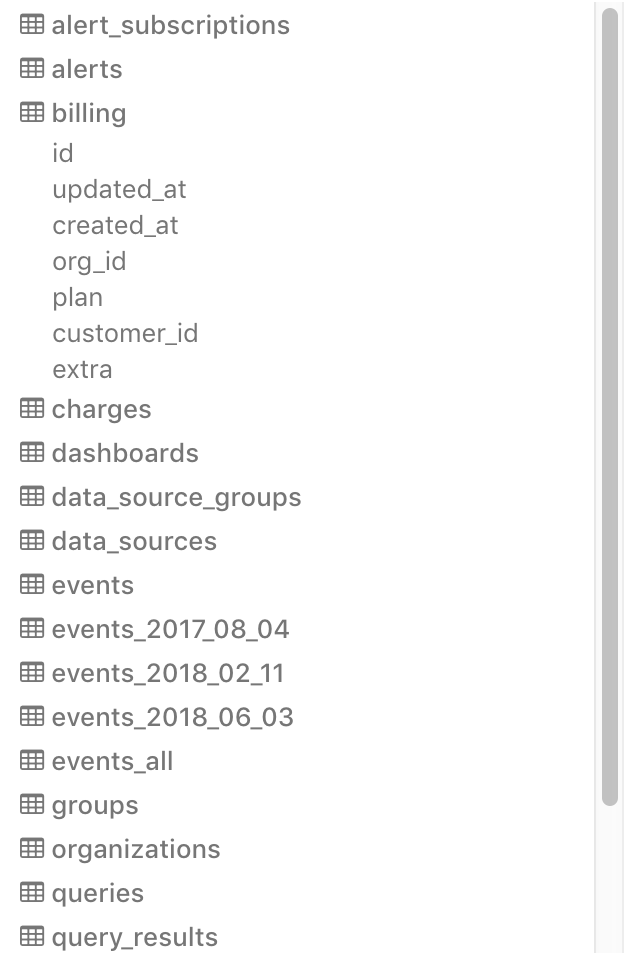 alert_subscriptions
alerts
billing
id
updated_at
created_at
org_id
plan
customer_id
extra
charges
dashboards
data_source_groups
data_sources
events
events_2017_08_04
events_2018_02_11
events_2018_06_03
events_all
groups
organizations
queries
query_results